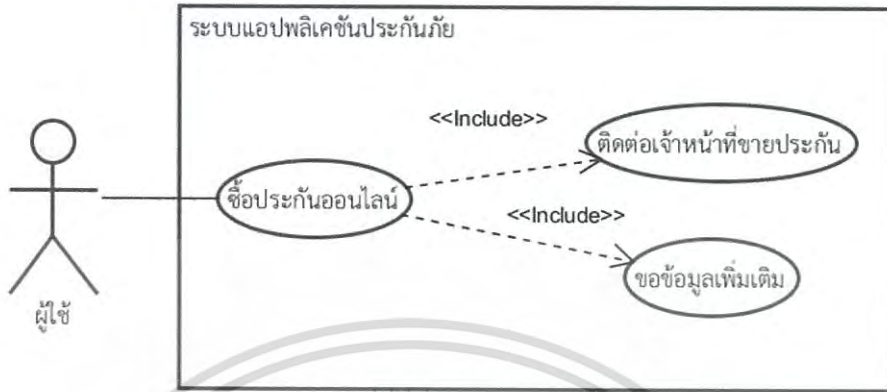 ระบบแอปพลิเคชันประกันภัย
<<Include>>
ติดต่อเจ้าหน้าที่ขายประกัน
ซื้อประกันออนไลน์
<<Include>>
ขอข้อมูลเพิ่มเติม
ผู้ใช้